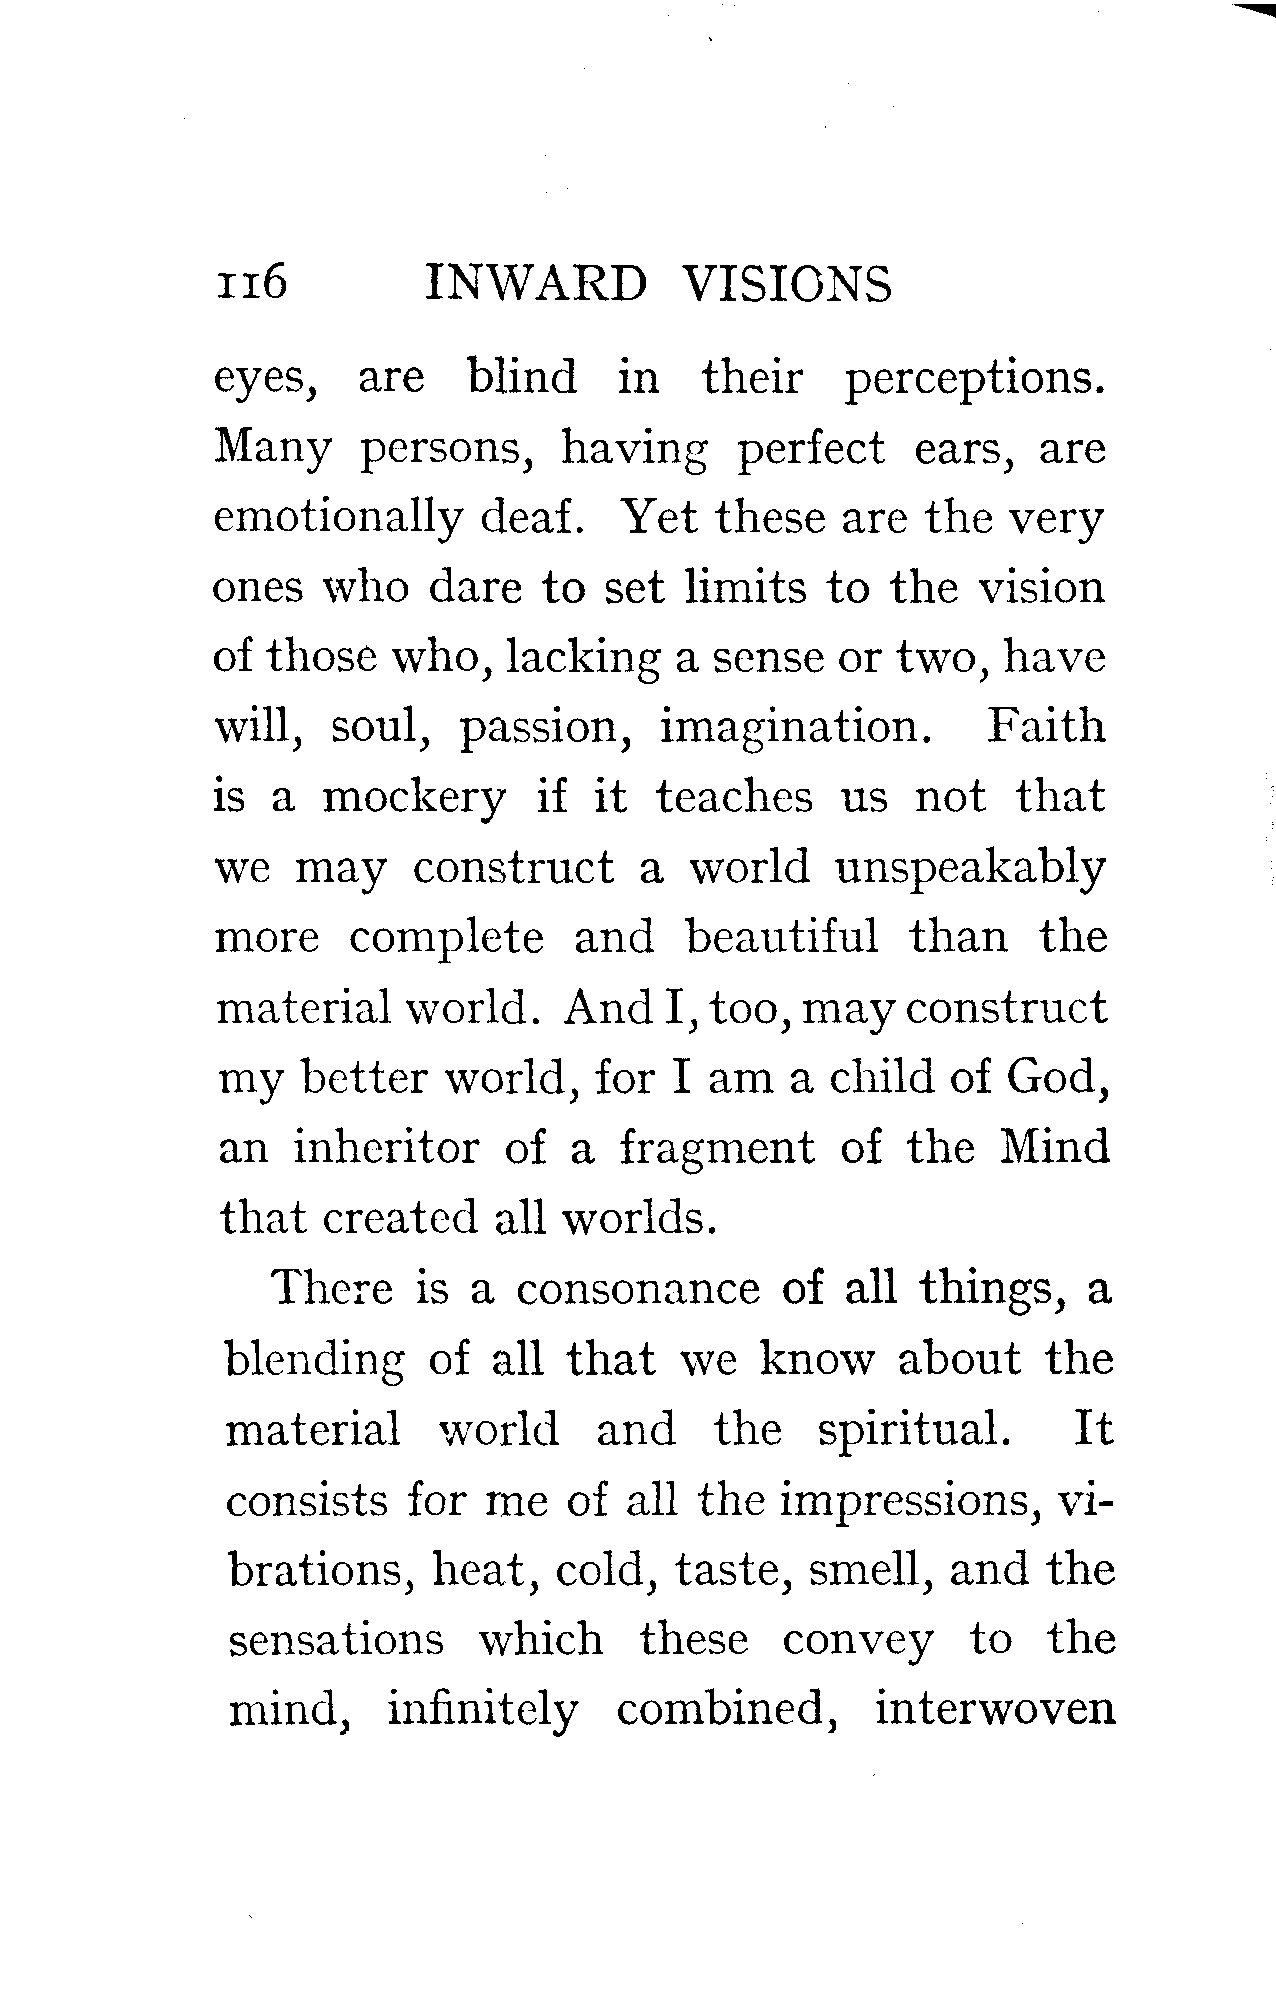 116 INWARD VISIONS
eyes, are blind in their perceptions.
Many persons, having perfect ears, are
emotionally deaf. Yet these are the very
ones who dare to set limits to the vision
of those who, lacking a sense or two, have
will, soul, passion, imagination. Faith
is a mockery if it teaches us not that
we may construct a world unspeakably
more complete and beautiful than the
material world. And I, too, may construct
my better world, for I am a child of God,
an inheritor of a fragment of the Mind
that created all worlds.
There is a consonance of all things, a
blending of all that we know about the
material world and the spiritual. It
consists for me of all the impressions, vi-
brations, heat, cold, taste, smell, and the
sensations which these convey to the
mind, infinitely combined, interwoven